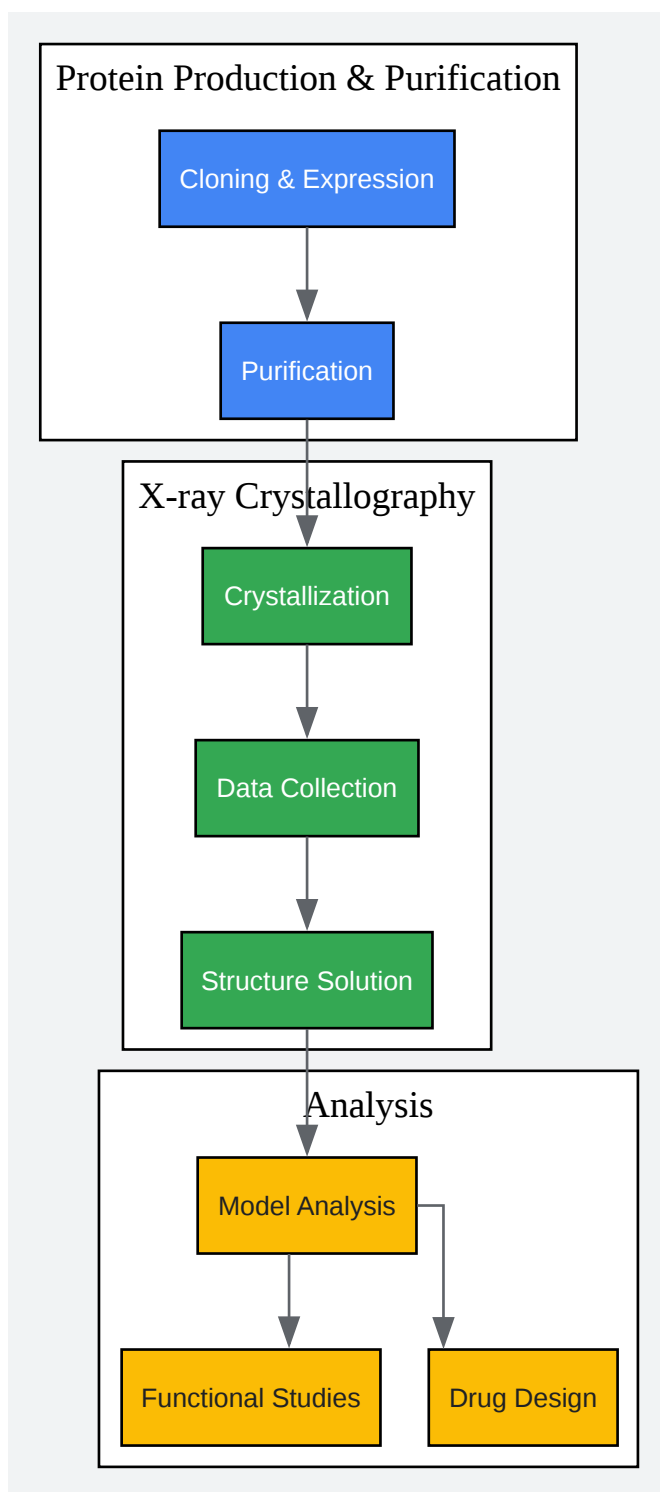 Protein Production & Purification
Cloning & Expression
Purification
X-ray Crystallography
Crystallization
Data Collection
Structure Solution
Analysis
Model Analysis
Functional Studies
Drug Design